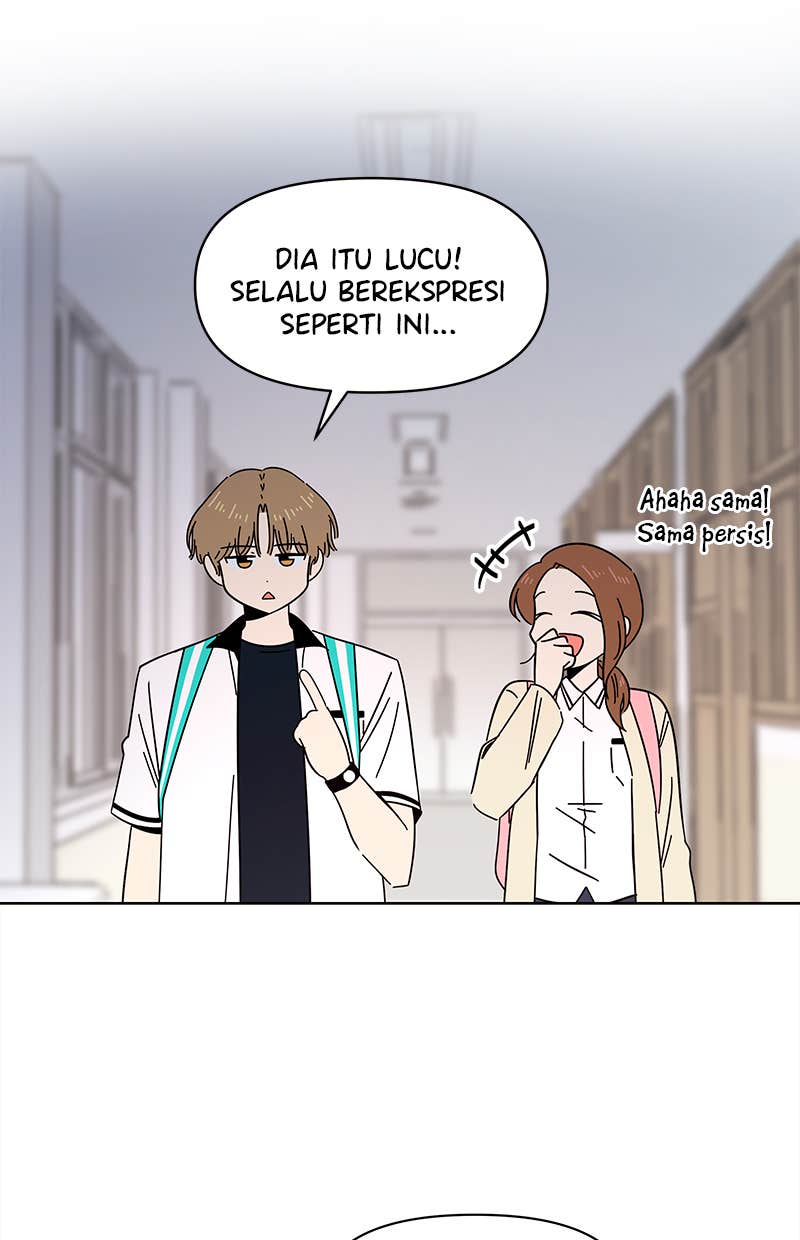 DIA ITU LUCU!
SELALU BEREKSPRESI
SEPERTI INI...
Ahaha sama!
Sama persis!